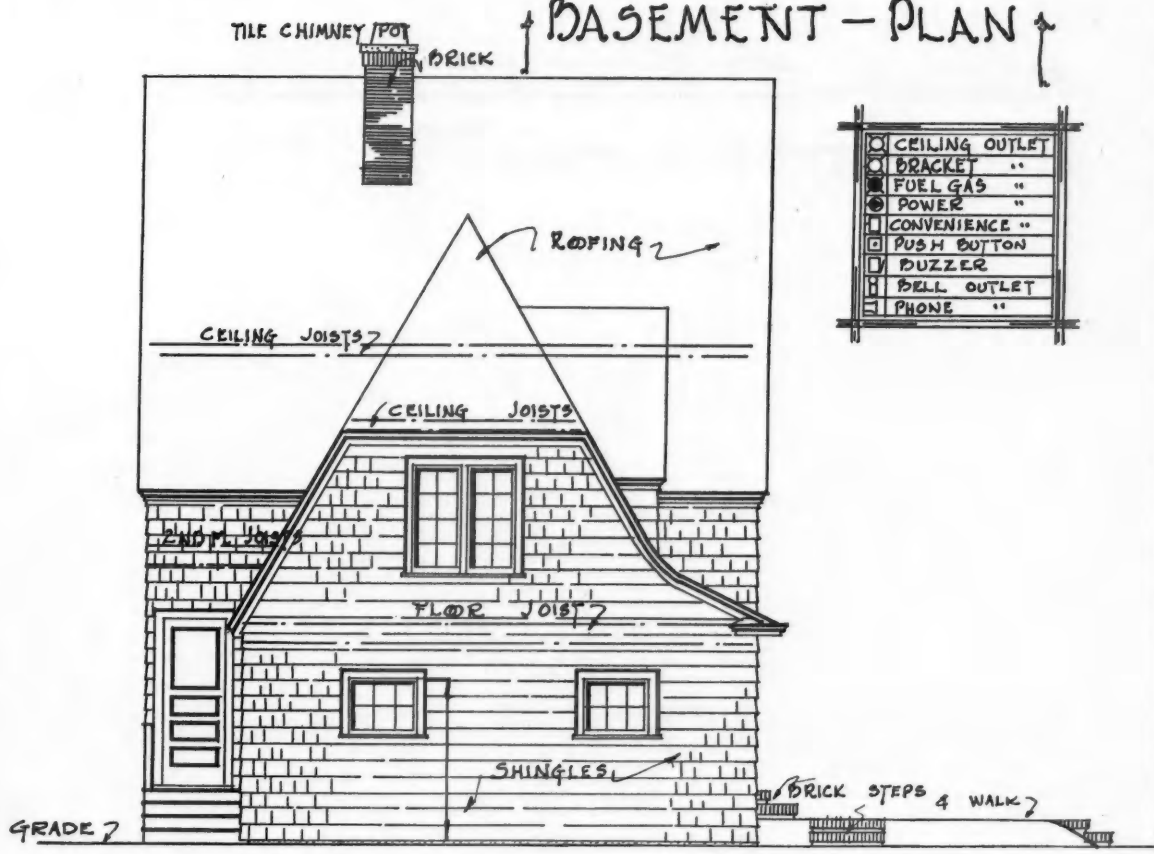 BASEMENT - PLAN
TILE CHIMNEY POT
BRICK
CEILING OUTLET
BRACKET "
FUEL GAS "
POWER "
CONVENIENCE "
PUSH BUTTON
BUZZER
BELL OUTLET
PHONE "
ROOFING
CEILING JOISTS
CEILING JOISTS
2ND FL. JOISTS
FLOOR JOIST
SHINGLES
BRICK STEPS & WALK
GRADE